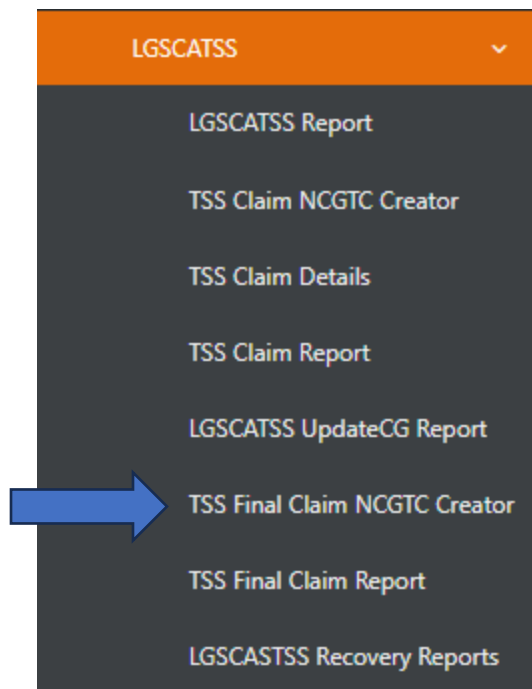 LGSCATSS
LGSCATSS Report
TSS Claim NCGTC Creator
TSS Claim Details
TSS Claim Report
LGSCATSS UpdateCG Report
TSS Final Claim NCGTC Creator
TSS Final Claim Report
LGSCASTSS Recovery Reports